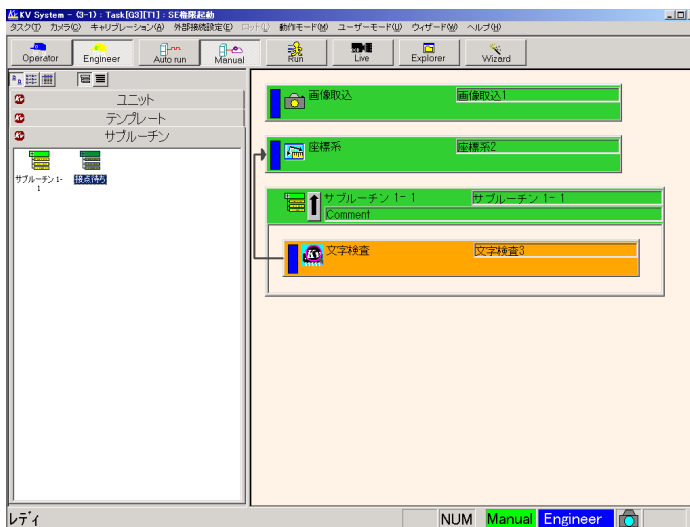 KV System - (3-1) : Task[G3][T1] : SE権限起動
タスク(T) カメラ(C) キャリブレーション(A) 外部接続設定(E) ロット(L) 動作モード(M) ユーザーモード(U) ウィザード(W) ヘルプ(H)
Operator Engineer Auto run Manual Run Live Explorer Wizard
ユニット
テンプレート
サブルーチン
サブルーチン 1-
1
接点待ち
画像取込 画像取込1
座標系 座標系2
サブルーチン 1- 1 サブルーチン 1- 1
Comment
文字検査 文字検査3
レディ NUM Manual Engineer